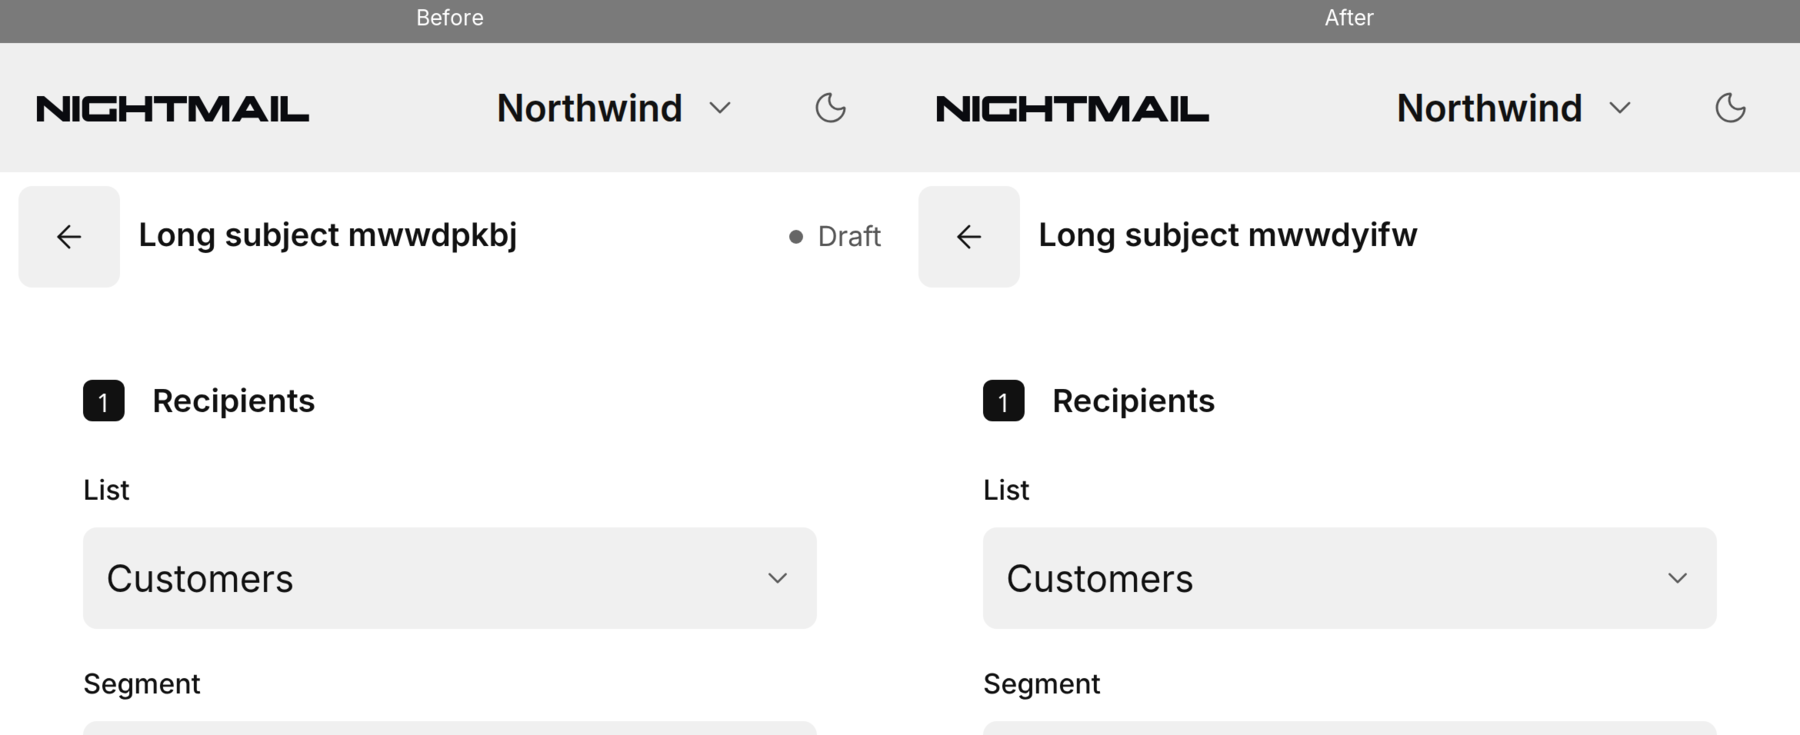 Before
After
NIGHTMAIL
Northwind
NIGHTMAIL
Northwind
Long subject mwwdpkbj
Draft
Long subject mwwdyifw
1 Recipients
1 Recipients
List
List
Customers
Customers
Segment
Segment